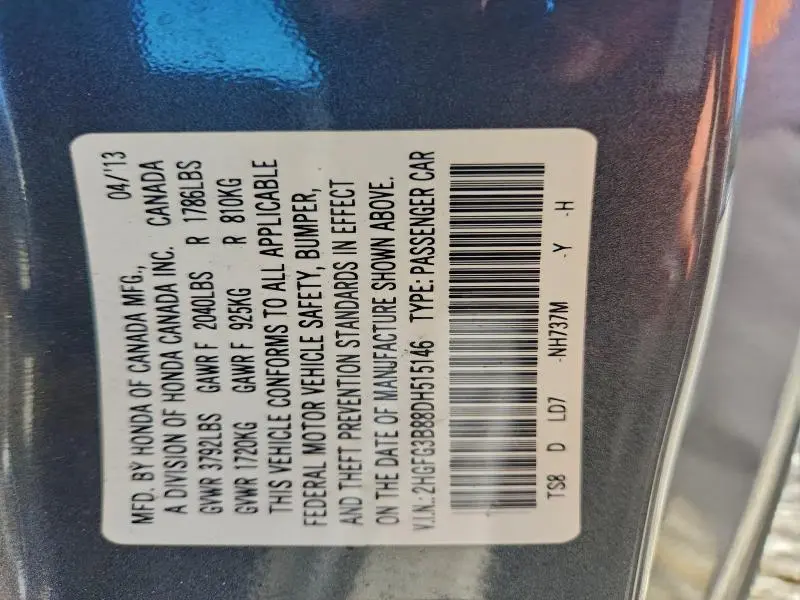 MFD. BY HONDA OF CANADA MFG., 04/'13
A DIVISION OF HONDA CANADA INC. CANADA
GVWR 3792LBS GAWR F 2040LBS R 1786LBS
GVWR 1720KG GAWR F 925KG R 810KG
THIS VEHICLE CONFORMS TO ALL APPLICABLE
FEDERAL MOTOR VEHICLE SAFETY, BUMPER,
AND THEFT PREVENTION STANDARDS IN EFFECT
ON THE DATE OF MANUFACTURE SHOWN ABOVE.
V.I.N.:2HGFG3B88DH515146 TYPE: PASSENGER CAR
TS8 D LD7 -NH737M -Y -H